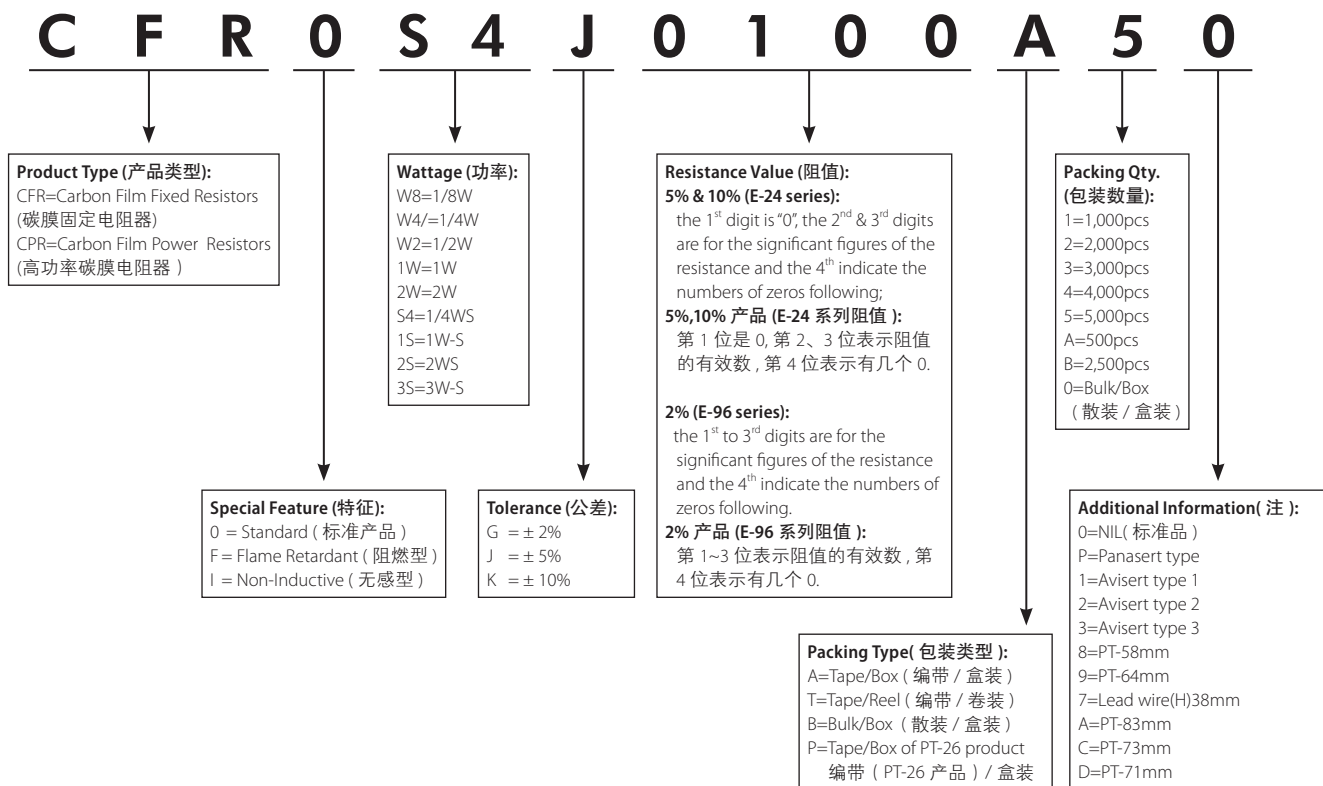 C F R 0 S 4 J 0 1 0 0 A 5 0
Product Type (产品类型):
CFR=Carbon Film Fixed Resistors
(碳膜固定电阻器)
CPR=Carbon Film Power Resistors
(高功率碳膜电阻器 )
Wattage (功率):
W8=1/8W
W4/=1/4W
W2=1/2W
1W=1W
2W=2W
S4=1/4WS
1S=1W-S
2S=2WS
3S=3W-S
Resistance Value (阻值):
5% & 10% (E-24 series):
the 1st digit is "0", the 2nd & 3rd digits
are for the significant figures of the
resistance and the 4th indicate the
numbers of zeros following;
5%,10% 产品 (E-24 系列阻值 ):
第 1 位是 0, 第 2、3 位表示阻值
的有效数 , 第 4 位表示有几个 0.
2% (E-96 series):
the 1st to 3rd digits are for the
significant figures of the resistance
and the 4th indicate the numbers of
zeros following.
2% 产品 (E-96 系列阻值 ):
第 1~3 位表示阻值的有效数 , 第
4 位表示有几个 0.
Packing Qty.
(包装数量):
1=1,000pcs
2=2,000pcs
3=3,000pcs
4=4,000pcs
5=5,000pcs
A=500pcs
B=2,500pcs
0=Bulk/Box
( 散装 / 盒装 )
Special Feature (特征):
0 = Standard ( 标准产品 )
F = Flame Retardant ( 阻燃型 )
I = Non-Inductive ( 无感型 )
Tolerance (公差):
G = ± 2%
J = ± 5%
K = ± 10%
Packing Type( 包装类型 ):
A=Tape/Box ( 编带 / 盒装 )
T=Tape/Reel ( 编带 / 卷装 )
B=Bulk/Box ( 散装 / 盒装 )
P=Tape/Box of PT-26 product
编带 ( PT-26 产品 ) / 盒装
Additional Information( 注 ):
0=NIL( 标准品 )
P=Panasert type
1=Avisert type 1
2=Avisert type 2
3=Avisert type 3
8=PT-58mm
9=PT-64mm
7=Lead wire(H)38mm
A=PT-83mm
C=PT-73mm
D=PT-71mm